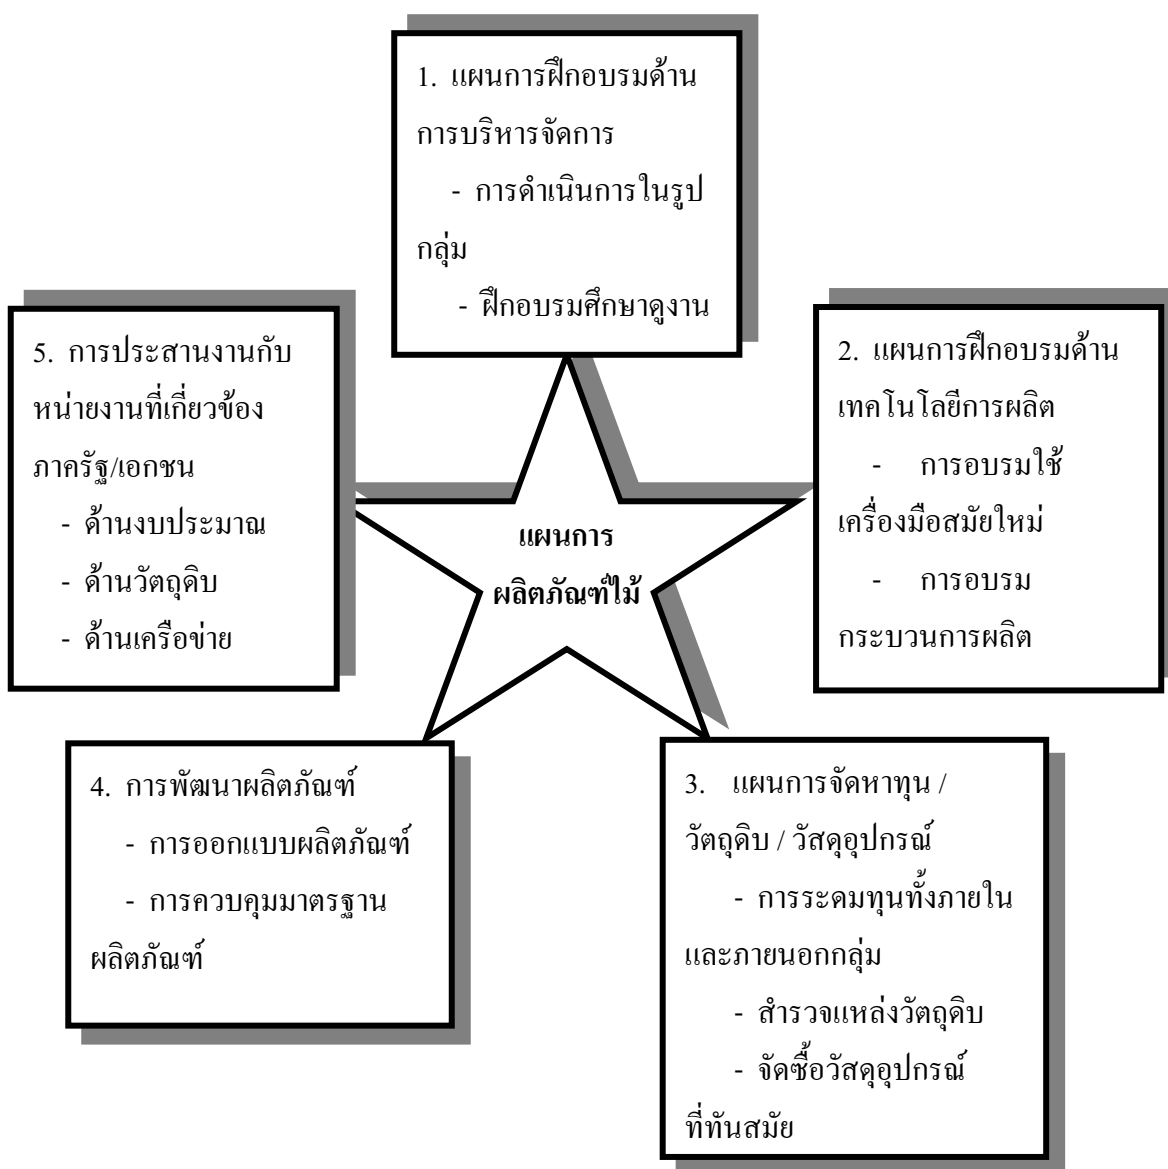 1. แผนการฝึกอบรมด้าน
การบริหารจัดการ
- การดำเนินการในรูป
กลุ่ม
- ฝึกอบรมศึกษาดูงาน
5. การประสานงานกับ
หน่ายงานที่เกี่ยวข้อง
ภาครัฐ/เอกชน
- ด้านงบประมาณ
- ด้านวัตถุดิบ
- ด้านเครือข่าย
แผนการ
ผลิตภัณฑ์ไม้
2. แผนการฝึกอบรมด้าน
เทคโนโลยีการผลิต
- การอบรมใช้
เครื่องมือสมัยใหม่
- การอบรม
กระบวนการผลิต
4. การพัฒนาผลิตภัณฑ์
- การออกแบบผลิตภัณฑ์
- การควบคุมมาตรฐาน
ผลิตภัณฑ์
3. แผนการจัดหาทุน /
วัตถุดิบ / วัสดุอุปกรณ์
- การระดมทุนทั้งภายใน
และภายนอกกลุ่ม
- สำรวจแหล่งวัตถุดิบ
- จัดซื้อวัสดุอุปกรณ์
ที่ทันสมัย